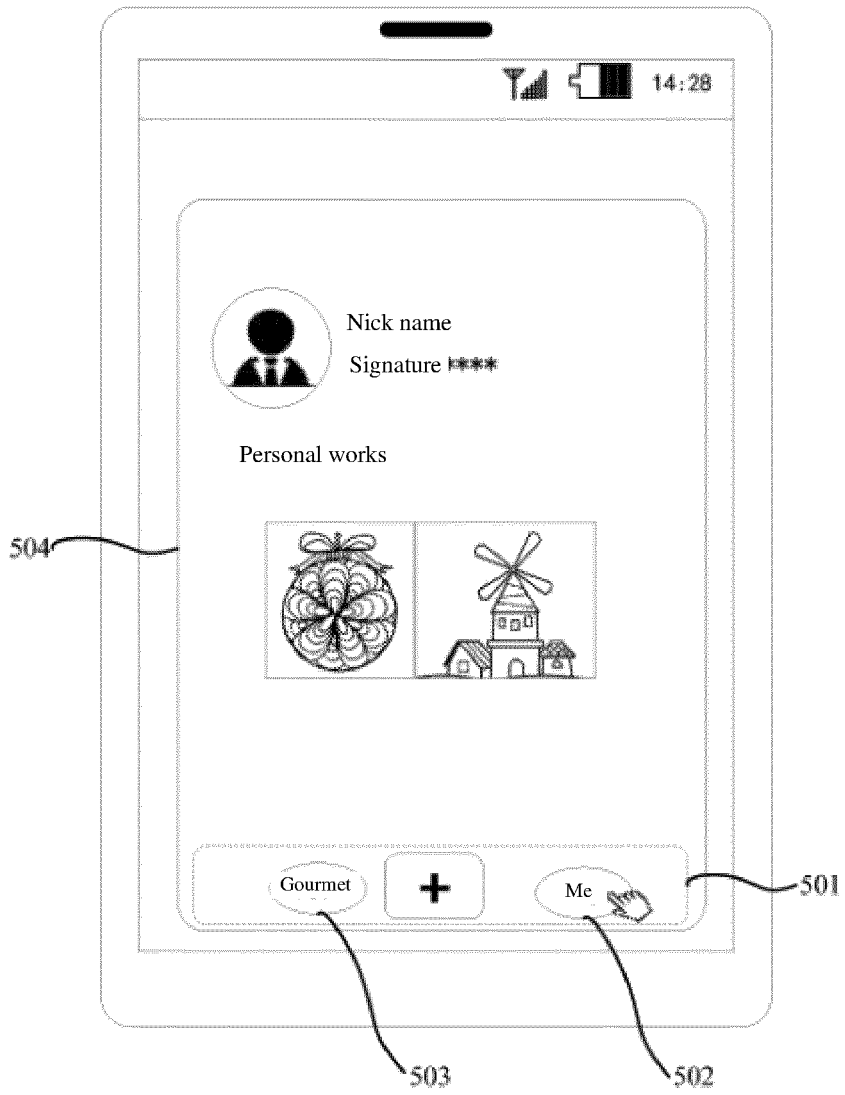 14:28
Nick name
Signature ****
Personal works
504
Gourmet
+
Me
501
503
502